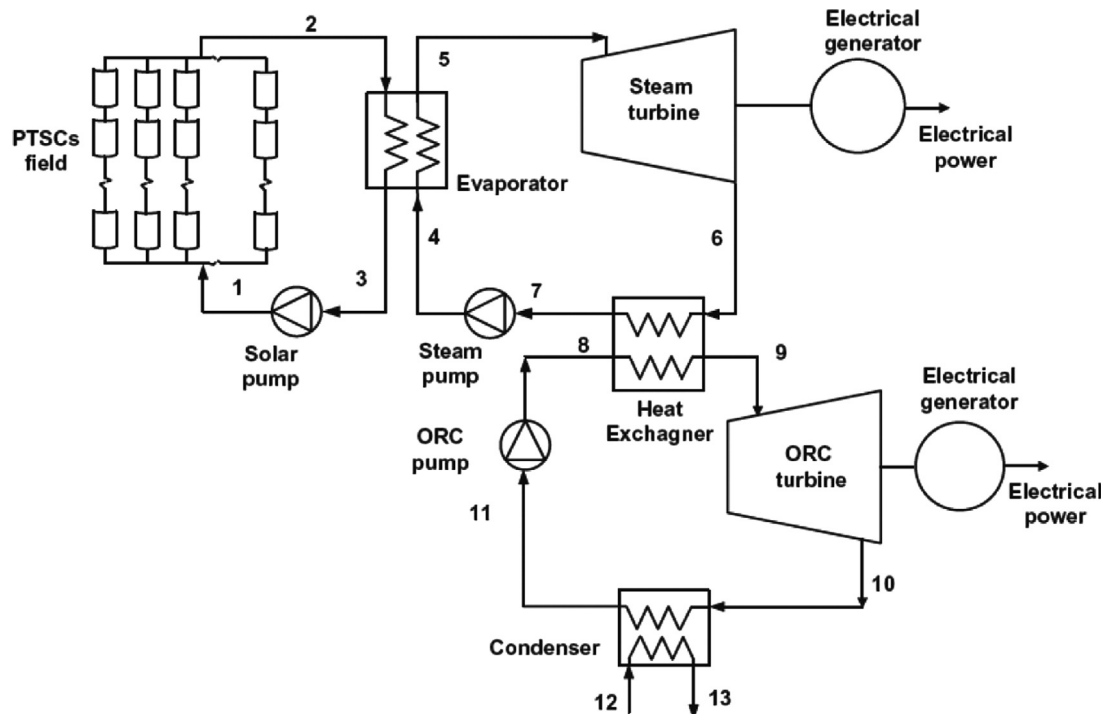 2
5
Electrical
generator
Steam
turbine
PTSCs
field
Electrical
power
Evaporator
4
6
1
3
7
Solar
pump
Steam
pump
8
9
Heat
Exchagner
Electrical
generator
ORC
pump
ORC
turbine
Electrical
power
11
10
Condenser
12
13